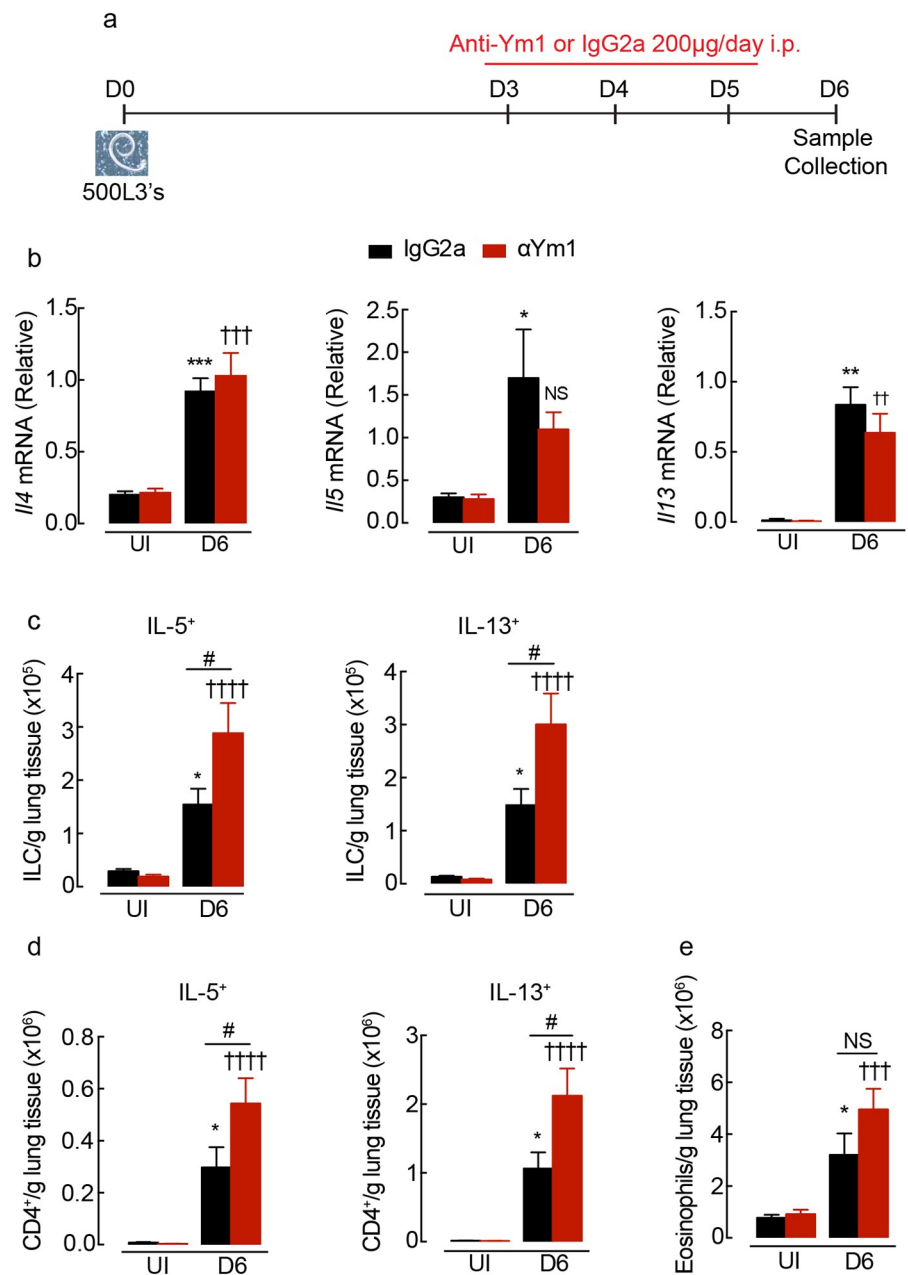 a
Anti-Ym1 or IgG2a 200µg/day i.p.
D0 D3 D4 D5 D6
500L3's
Sample
Collection
IgG2a αYm1
b
Il4 mRNA (Relative)
1.5
1.0
0.5
0.0
***
†††
UI D6
Il5 mRNA (Relative)
2.5
2.0
1.5
1.0
0.5
0.0
*
NS
UI D6
Il13 mRNA (Relative)
1.5
1.0
0.5
0.0
**
††
UI D6
c
IL-5⁺
ILC/g lung tissue (x10⁵)
4
3
2
1
0
#
††††
*
UI D6
IL-13⁺
ILC/g lung tissue (x10⁵)
4
3
2
1
0
#
††††
*
UI D6
d
IL-5⁺
CD4⁺/g lung tissue (x10⁶)
0.8
0.6
0.4
0.2
0.0
#
††††
*
UI D6
IL-13⁺
CD4⁺/g lung tissue (x10⁶)
3
2
1
0
#
††††
*
UI D6
e
Eosinophils/g lung tissue (x10⁶)
8
6
4
2
0
NS
†††
*
UI D6